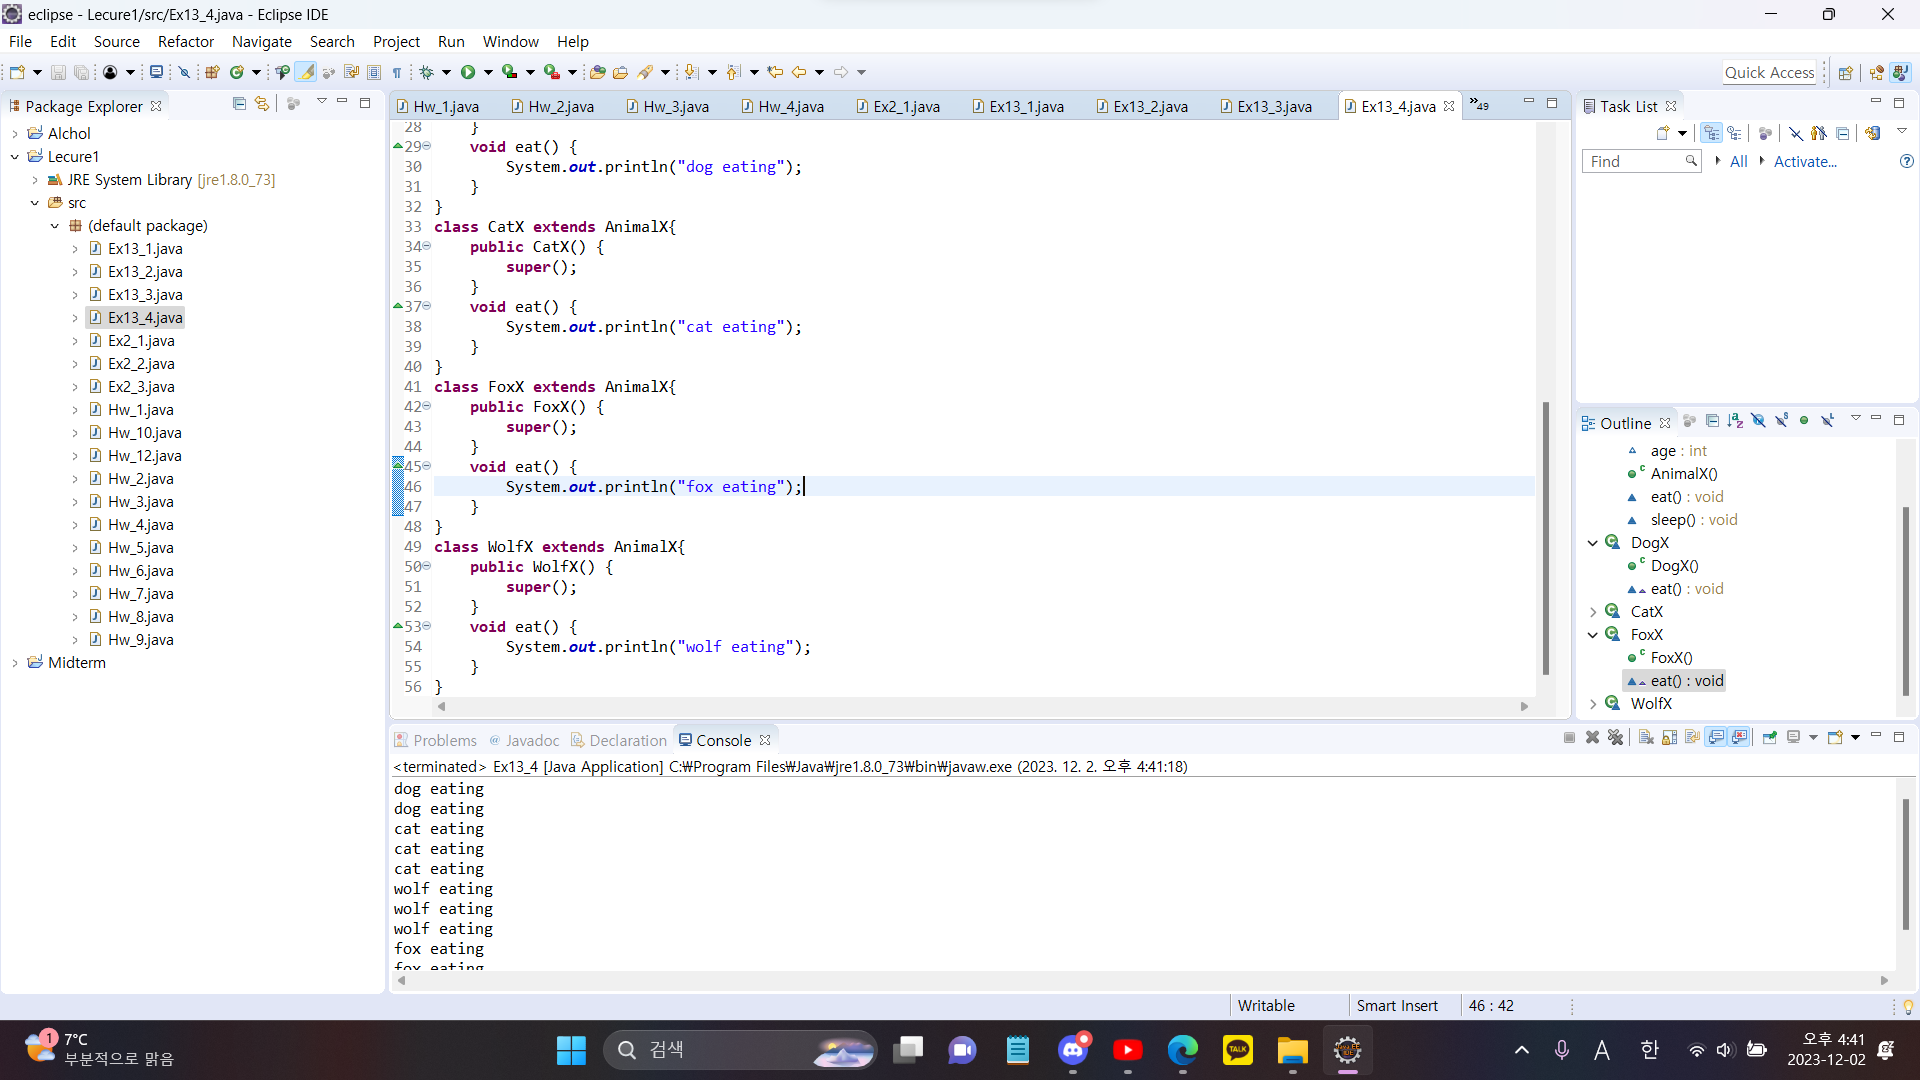 eclipse - Lecure1/src/Ex13_4.java - Eclipse IDE
File Edit Source Refactor Navigate Search Project Run Window Help
Quick Access
Package Explorer
Alchol
Lecure1
JRE System Library [jre1.8.0_73]
src
(default package)
Ex13_1.java
Ex13_2.java
Ex13_3.java
Ex13_4.java
Ex2_1.java
Ex2_2.java
Ex2_3.java
Hw_1.java
Hw_10.java
Hw_12.java
Hw_2.java
Hw_3.java
Hw_4.java
Hw_5.java
Hw_6.java
Hw_7.java
Hw_8.java
Hw_9.java
Midterm
Hw_1.java Hw_2.java Hw_3.java Hw_4.java Ex2_1.java Ex13_1.java Ex13_2.java Ex13_3.java Ex13_4.java »49
28 }
29 void eat() {
30 System.out.println("dog eating");
31 }
32 }
33 class CatX extends AnimalX{
34 public CatX() {
35 super();
36 }
37 void eat() {
38 System.out.println("cat eating");
39 }
40 }
41 class FoxX extends AnimalX{
42 public FoxX() {
43 super();
44 }
45 void eat() {
46 System.out.println("fox eating");
47 }
48 }
49 class WolfX extends AnimalX{
50 public WolfX() {
51 super();
52 }
53 void eat() {
54 System.out.println("wolf eating");
55 }
56 }
Task List
Find All Activate...
Outline
age : int
AnimalX()
eat() : void
sleep() : void
DogX
DogX()
eat() : void
CatX
FoxX
FoxX()
eat() : void
WolfX
Problems @ Javadoc Declaration Console
<terminated> Ex13_4 [Java Application] C:₩Program Files₩Java₩jre1.8.0_73₩bin₩javaw.exe (2023. 12. 2. 오후 4:41:18)
dog eating
dog eating
cat eating
cat eating
cat eating
wolf eating
wolf eating
wolf eating
fox eating
fox eating
Writable Smart Insert 46 : 42
1
7°C
부분적으로 맑음
검색
TALK
IDE
A 한
오후 4:41
2023-12-02